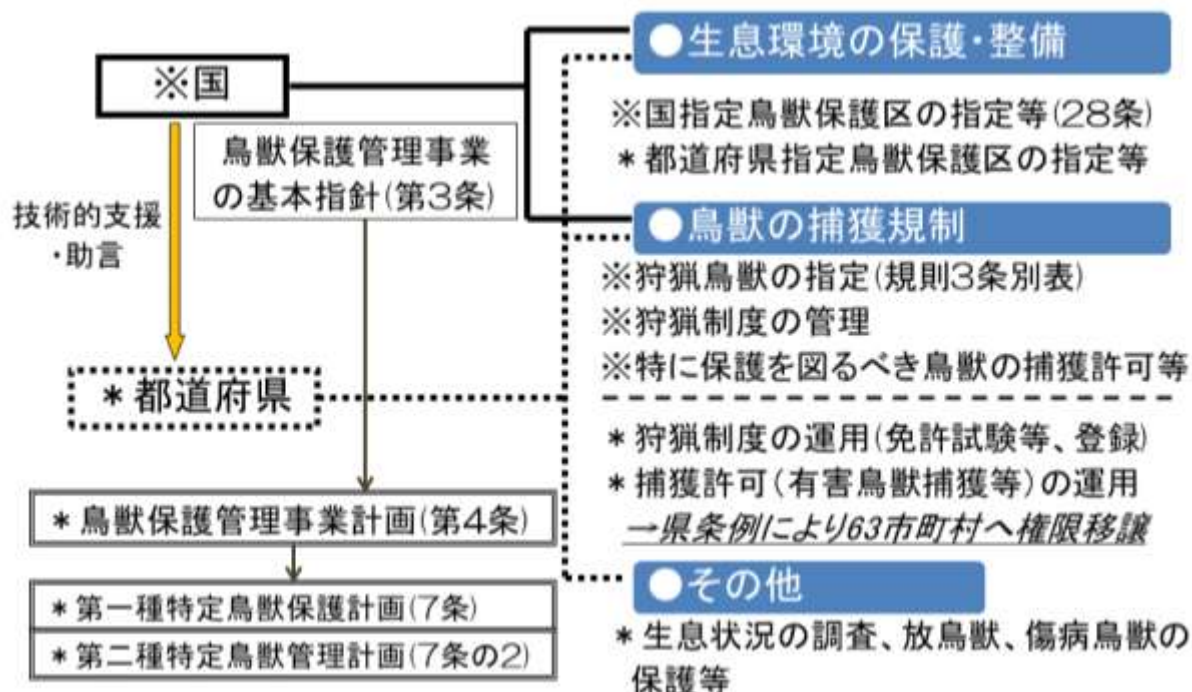 ※国
鳥獣保護管理事業
の基本指針(第3条)
技術的支援
・助言
＊都道府県
＊鳥獣保護管理事業計画(第4条)
＊第一種特定鳥獣保護計画(7条)
＊第二種特定鳥獣管理計画(7条の2)
●生息環境の保護・整備
※国指定鳥獣保護区の指定等(28条)
＊都道府県指定鳥獣保護区の指定等
●鳥獣の捕獲規制
※狩猟鳥獣の指定(規則3条別表)
※狩猟制度の管理
※特に保護を図るべき鳥獣の捕獲許可等
＊狩猟制度の運用(免許試験等、登録)
＊捕獲許可(有害鳥獣捕獲等)の運用
→県条例により63市町村へ権限移譲
●その他
＊生息状況の調査、放鳥獣、傷病鳥獣の
保護等